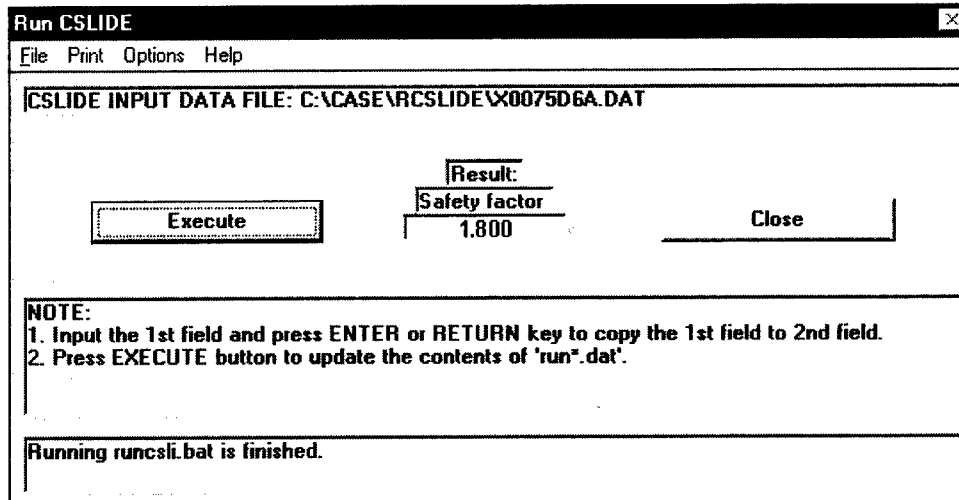 Run CSLIDE
File Print Options Help
CSLIDE INPUT DATA FILE: C:\CASE\RCSLIDE\X0075D6A.DAT
Result:
Safety factor
Execute
1.800
Close
NOTE:
1. Input the 1st field and press ENTER or RETURN key to copy the 1st field to 2nd field.
2. Press EXECUTE button to update the contents of 'run*.dat'.
Running runcsli.bat is finished.